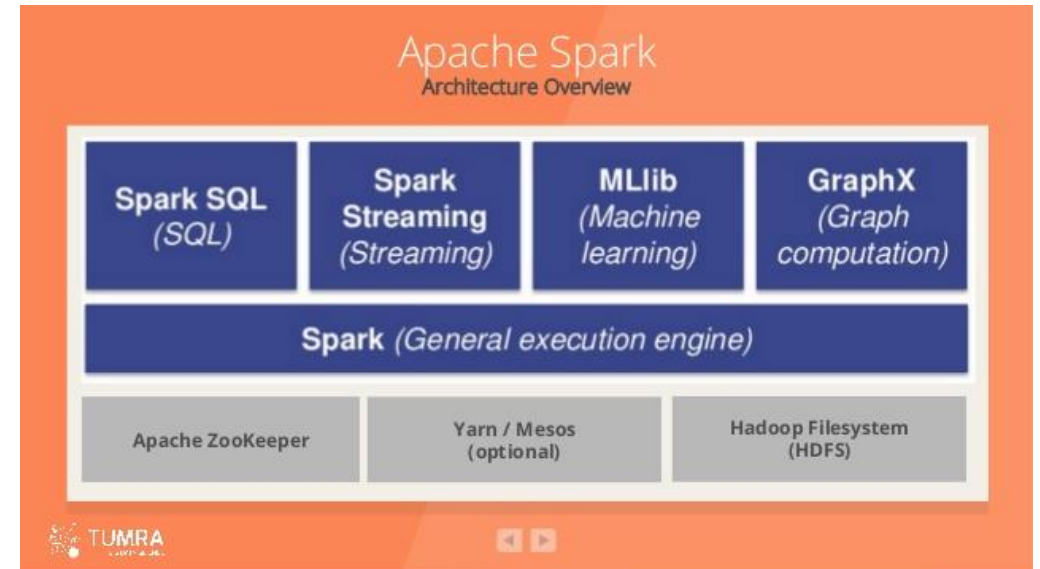 Apache Spark
Architecture Overview
Spark SQL
(SQL)
Spark
Streaming
(Streaming)
MLlib
(Machine
learning)
GraphX
(Graph
computation)
Spark (General execution engine)
Apache ZooKeeper
Yarn / Mesos
(optional)
Hadoop Filesystem
(HDFS)
TUMRA